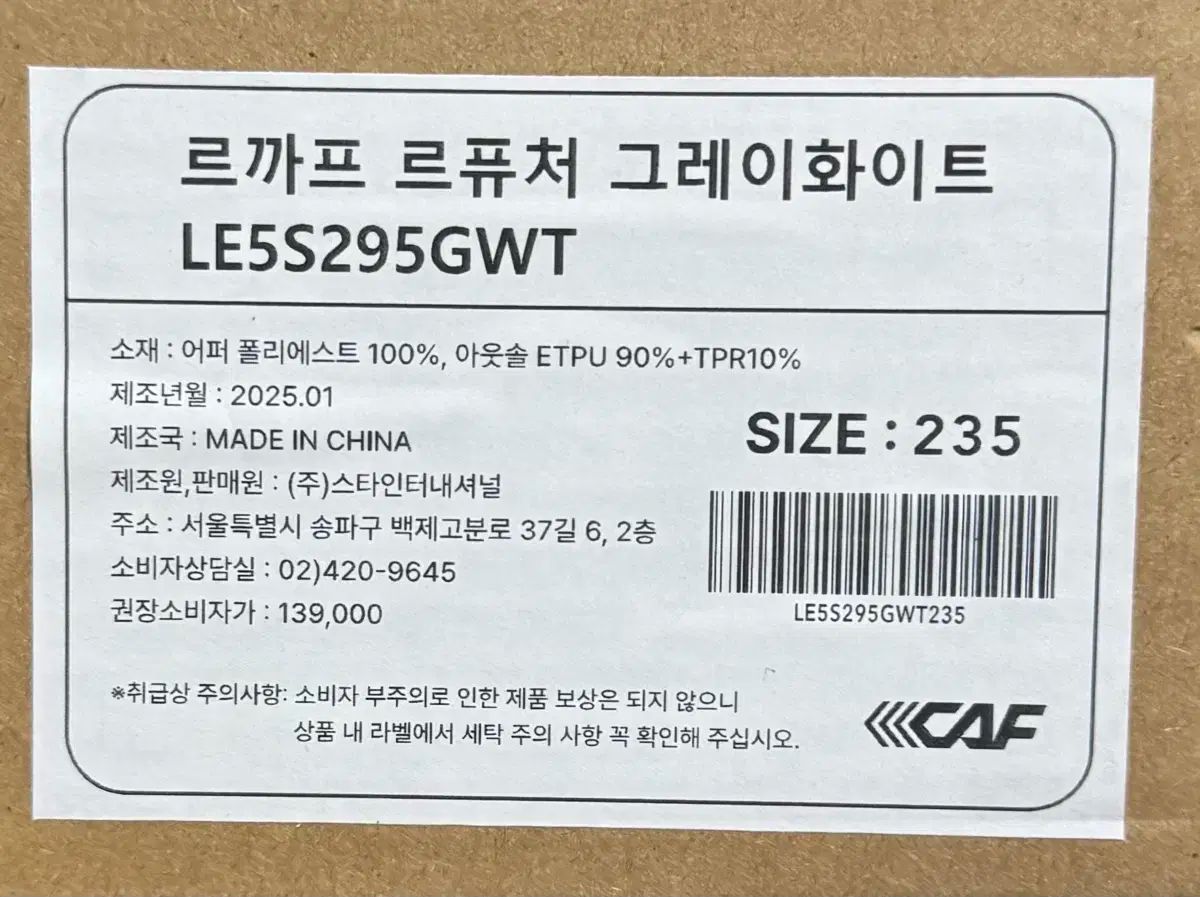 르까프 르퓨처 그레이화이트
LE5S295GWT
소재 : 어퍼 폴리에스트 100%, 아웃솔 ETPU 90%+TPR10%
제조년월 : 2025.01
제조국 : MADE IN CHINA
제조원,판매원 : (주)스타인터내셔널
주소 : 서울특별시 송파구 백제고분로 37길 6, 2층
소비자상담실 : 02)420-9645
권장소비자가 : 139,000
SIZE : 235
LE5S295GWT235
※취급상 주의사항: 소비자 부주의로 인한 제품 보상은 되지 않으니
상품 내 라벨에서 세탁 주의 사항 꼭 확인해 주십시오.
CAF